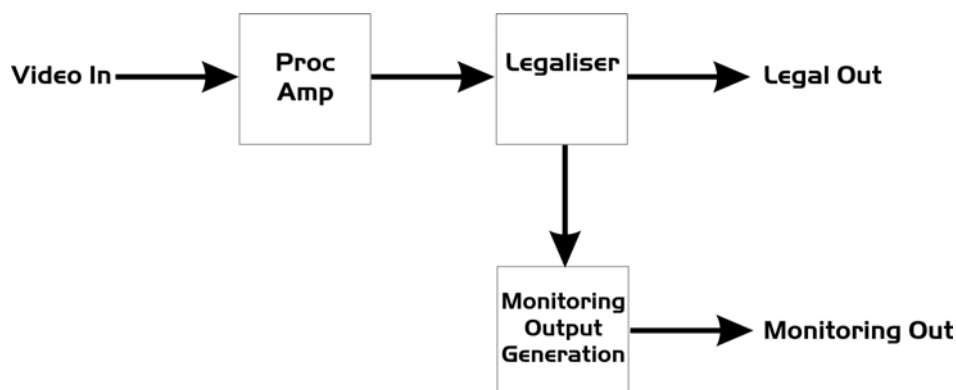 Video In
Proc
Amp
Legaliser
Legal Out
Monitoring
Output
Generation
Monitoring Out